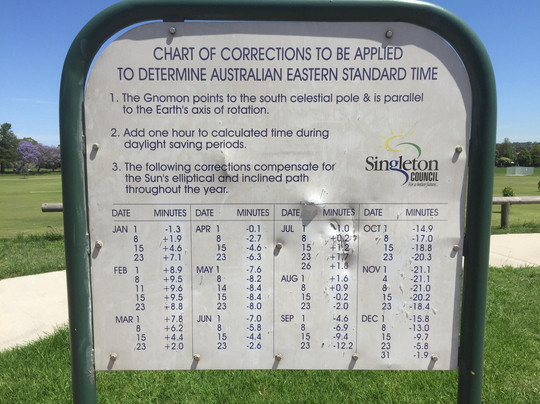 CHART OF CORRECTIONS TO BE APPLIED
TO DETERMINE AUSTRALIAN EASTERN STANDARD TIME
1. The Gnomon points to the south celestial pole & is parallel
to the Earth's axis of rotation.
2. Add one hour to calculated time during
daylight saving periods.
3. The following corrections compensate for
the Sun's elliptical and inclined path
throughout the year.
Singleton
COUNCIL
DATE MINUTES DATE MINUTES DATE MINUTES DATE MINUTES
JAN 1 -1.3 APR 1 -0.1 JUL 1 -1.0 OCT 1 -14.9
8 +1.9 8 -2.7 8 +0.2 8 -17.0
15 +4.6 15 -4.6 15 +1.2 15 -18.8
23 +7.1 23 -6.3 23 +1.7 23 -20.3
26 +1.8
FEB 1 +8.9 MAY 1 -7.6 NOV 1 -21.1
8 +9.5 8 -8.2 AUG 1 +1.6 4 -21.1
11 +9.6 14 -8.4 8 +0.9 8 -21.0
15 +9.5 15 -8.4 15 -0.2 15 -20.2
23 +8.8 23 -8.0 23 -2.0 23 -18.4
MAR 1 +7.8 JUN 1 -7.0 SEP 1 -4.6 DEC 1 -15.8
8 +6.2 8 -5.8 8 -6.9 8 -13.0
15 +4.4 15 -4.4 15 -9.4 15 -9.7
23 +2.0 23 -2.6 23 -12.2 23 -5.8
31 -1.9